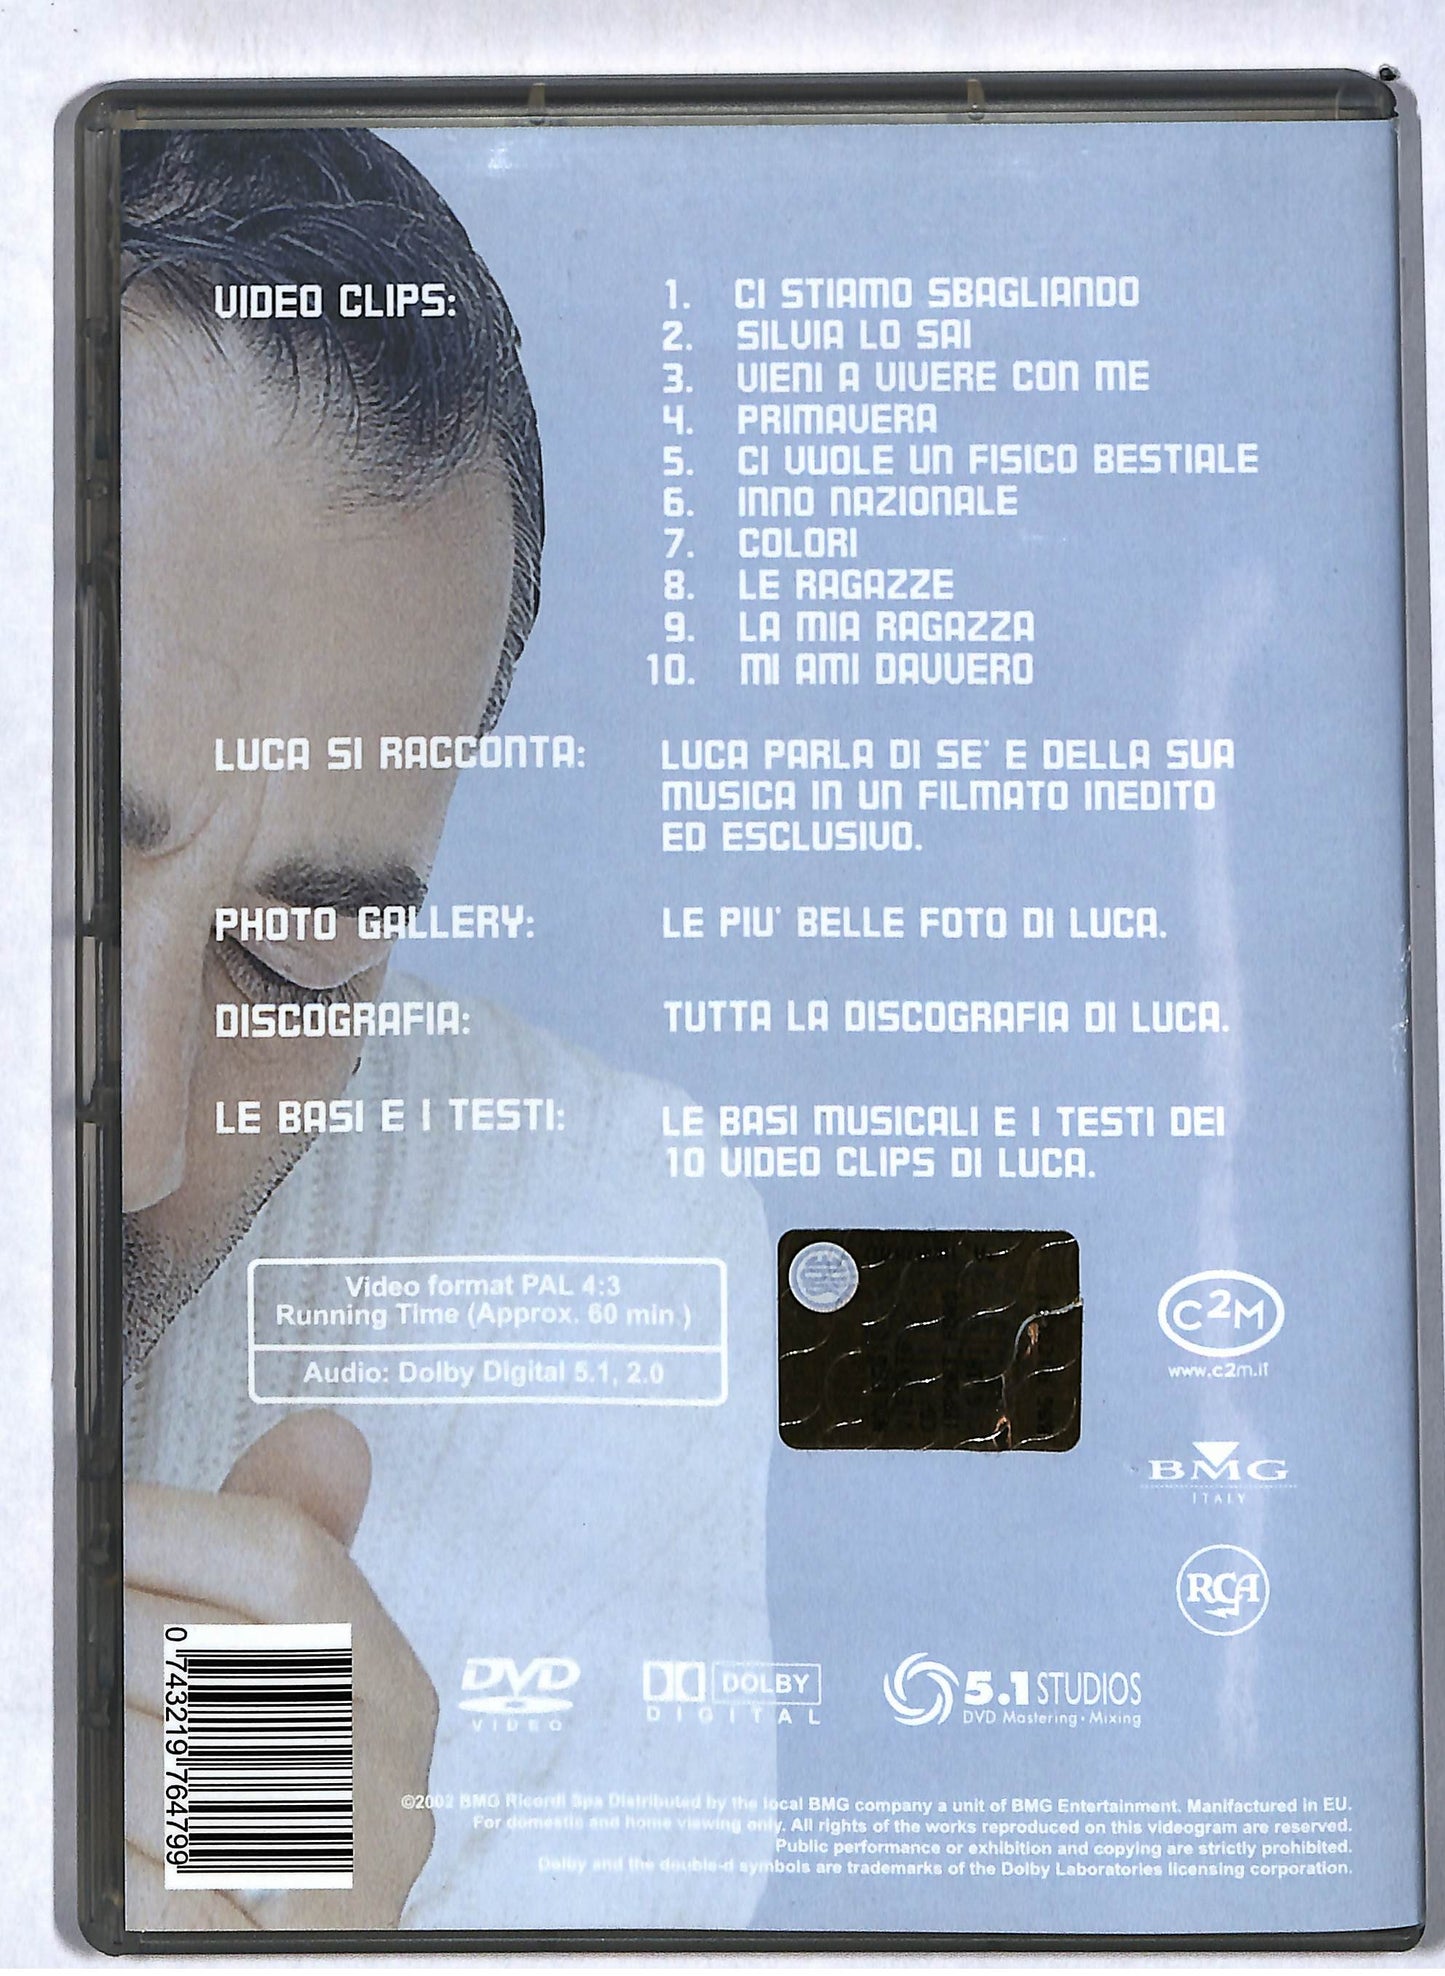 VIDEO CLIPS:
1. CI STIAMO SBAGLIANDO
2. SILVIA LO SAI
3. VIENI A VIVERE CON ME
4. PRIMAVERA
5. CI VUOLE UN FISICO BESTIALE
6. INNO NAZIONALE
7. COLORI
8. LE RAGAZZE
9. LA MIA RAGAZZA
10. MI AMI DAVVERO
LUCA SI RACCONTA:
LUCA PARLA DI SE' E DELLA SUA
MUSICA IN UN FILMATO INEDITO
ED ESCLUSIVO.
PHOTO GALLERY:
LE PIU' BELLE FOTO DI LUCA.
DISCOGRAFIA:
TUTTA LA DISCOGRAFIA DI LUCA.
LE BASI E I TESTI:
LE BASI MUSICALI E I TESTI DEI
10 VIDEO CLIPS DI LUCA.
Video format PAL 4:3
Running Time (Approx. 60 min.)
Audio: Dolby Digital 5.1, 2.0
C2M
www.c2m.it
BMG
ITALY
RCA
0 743219 764799
DVD
VIDEO
DOLBY
DIGITAL
5.1 STUDIOS
DVD Mastering • Mixing
©2002 BMG Ricordi Spa Distributed by the local BMG company a unit of BMG Entertainment. Manifactured in EU.
For domestic and home viewing only. All rights of the works reproduced on this videogram are reserved.
Public performance or exhibition and copying are strictly prohibited.
Dolby and the double-d symbols are trademarks of the Dolby Laboratories licensing corporation.